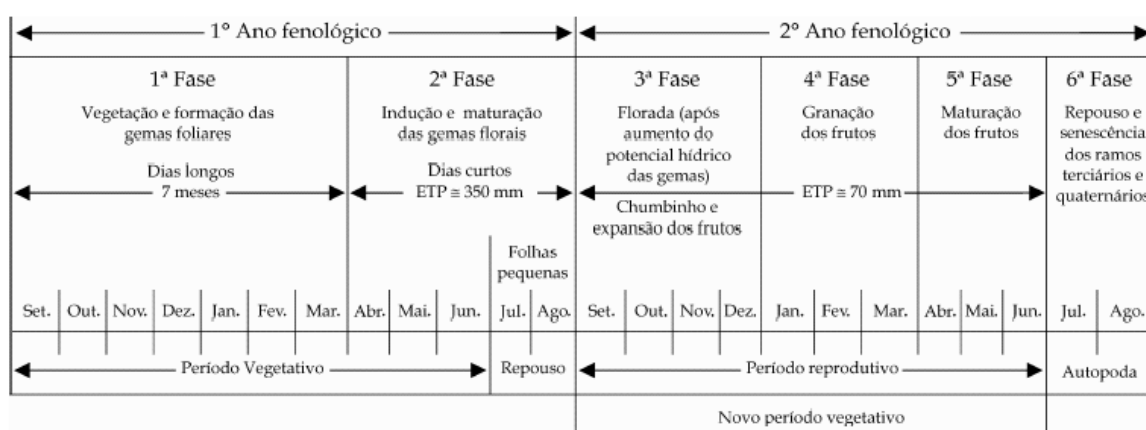 1º Ano fenológico
2º Ano fenológico
1ª Fase
Vegetação e formação das
gemas foliares
Dias longos
7 meses
2ª Fase
Indução e maturação
das gemas florais
Dias curtos
ETP ≅ 350 mm
Folhas
pequenas
3ª Fase
Florada (após
aumento do
potencial hídrico
das gemas)
Chumbinho e
expansão dos frutos
4ª Fase
Granação
dos frutos
ETP ≅ 70 mm
5ª Fase
Maturação
dos frutos
6ª Fase
Repouso e
senescência
dos ramos
terciários e
quaternários
Set. Out. Nov. Dez. Jan. Fev. Mar. Abr. Mai. Jun. Jul. Ago. Set. Out. Nov. Dez. Jan. Fev. Mar. Abr. Mai. Jun. Jul. Ago.
Período Vegetativo Repouso Período reprodutivo Autopoda
Novo período vegetativo